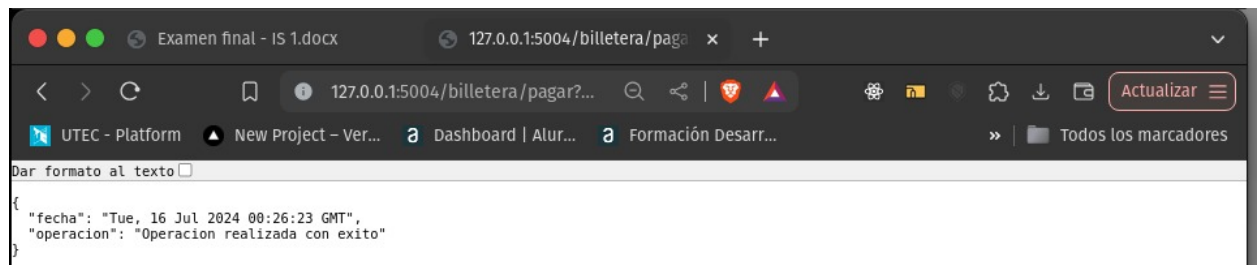 Examen final - IS 1.docx
127.0.0.1:5004/billetera/paga
127.0.0.1:5004/billetera/pagar?...
Actualizar
UTEC - Platform
New Project – Ver...
Dashboard | Alur...
Formación Desarr...
»
Todos los marcadores
Dar formato al texto
{
"fecha": "Tue, 16 Jul 2024 00:26:23 GMT",
"operacion": "Operacion realizada con exito"
}